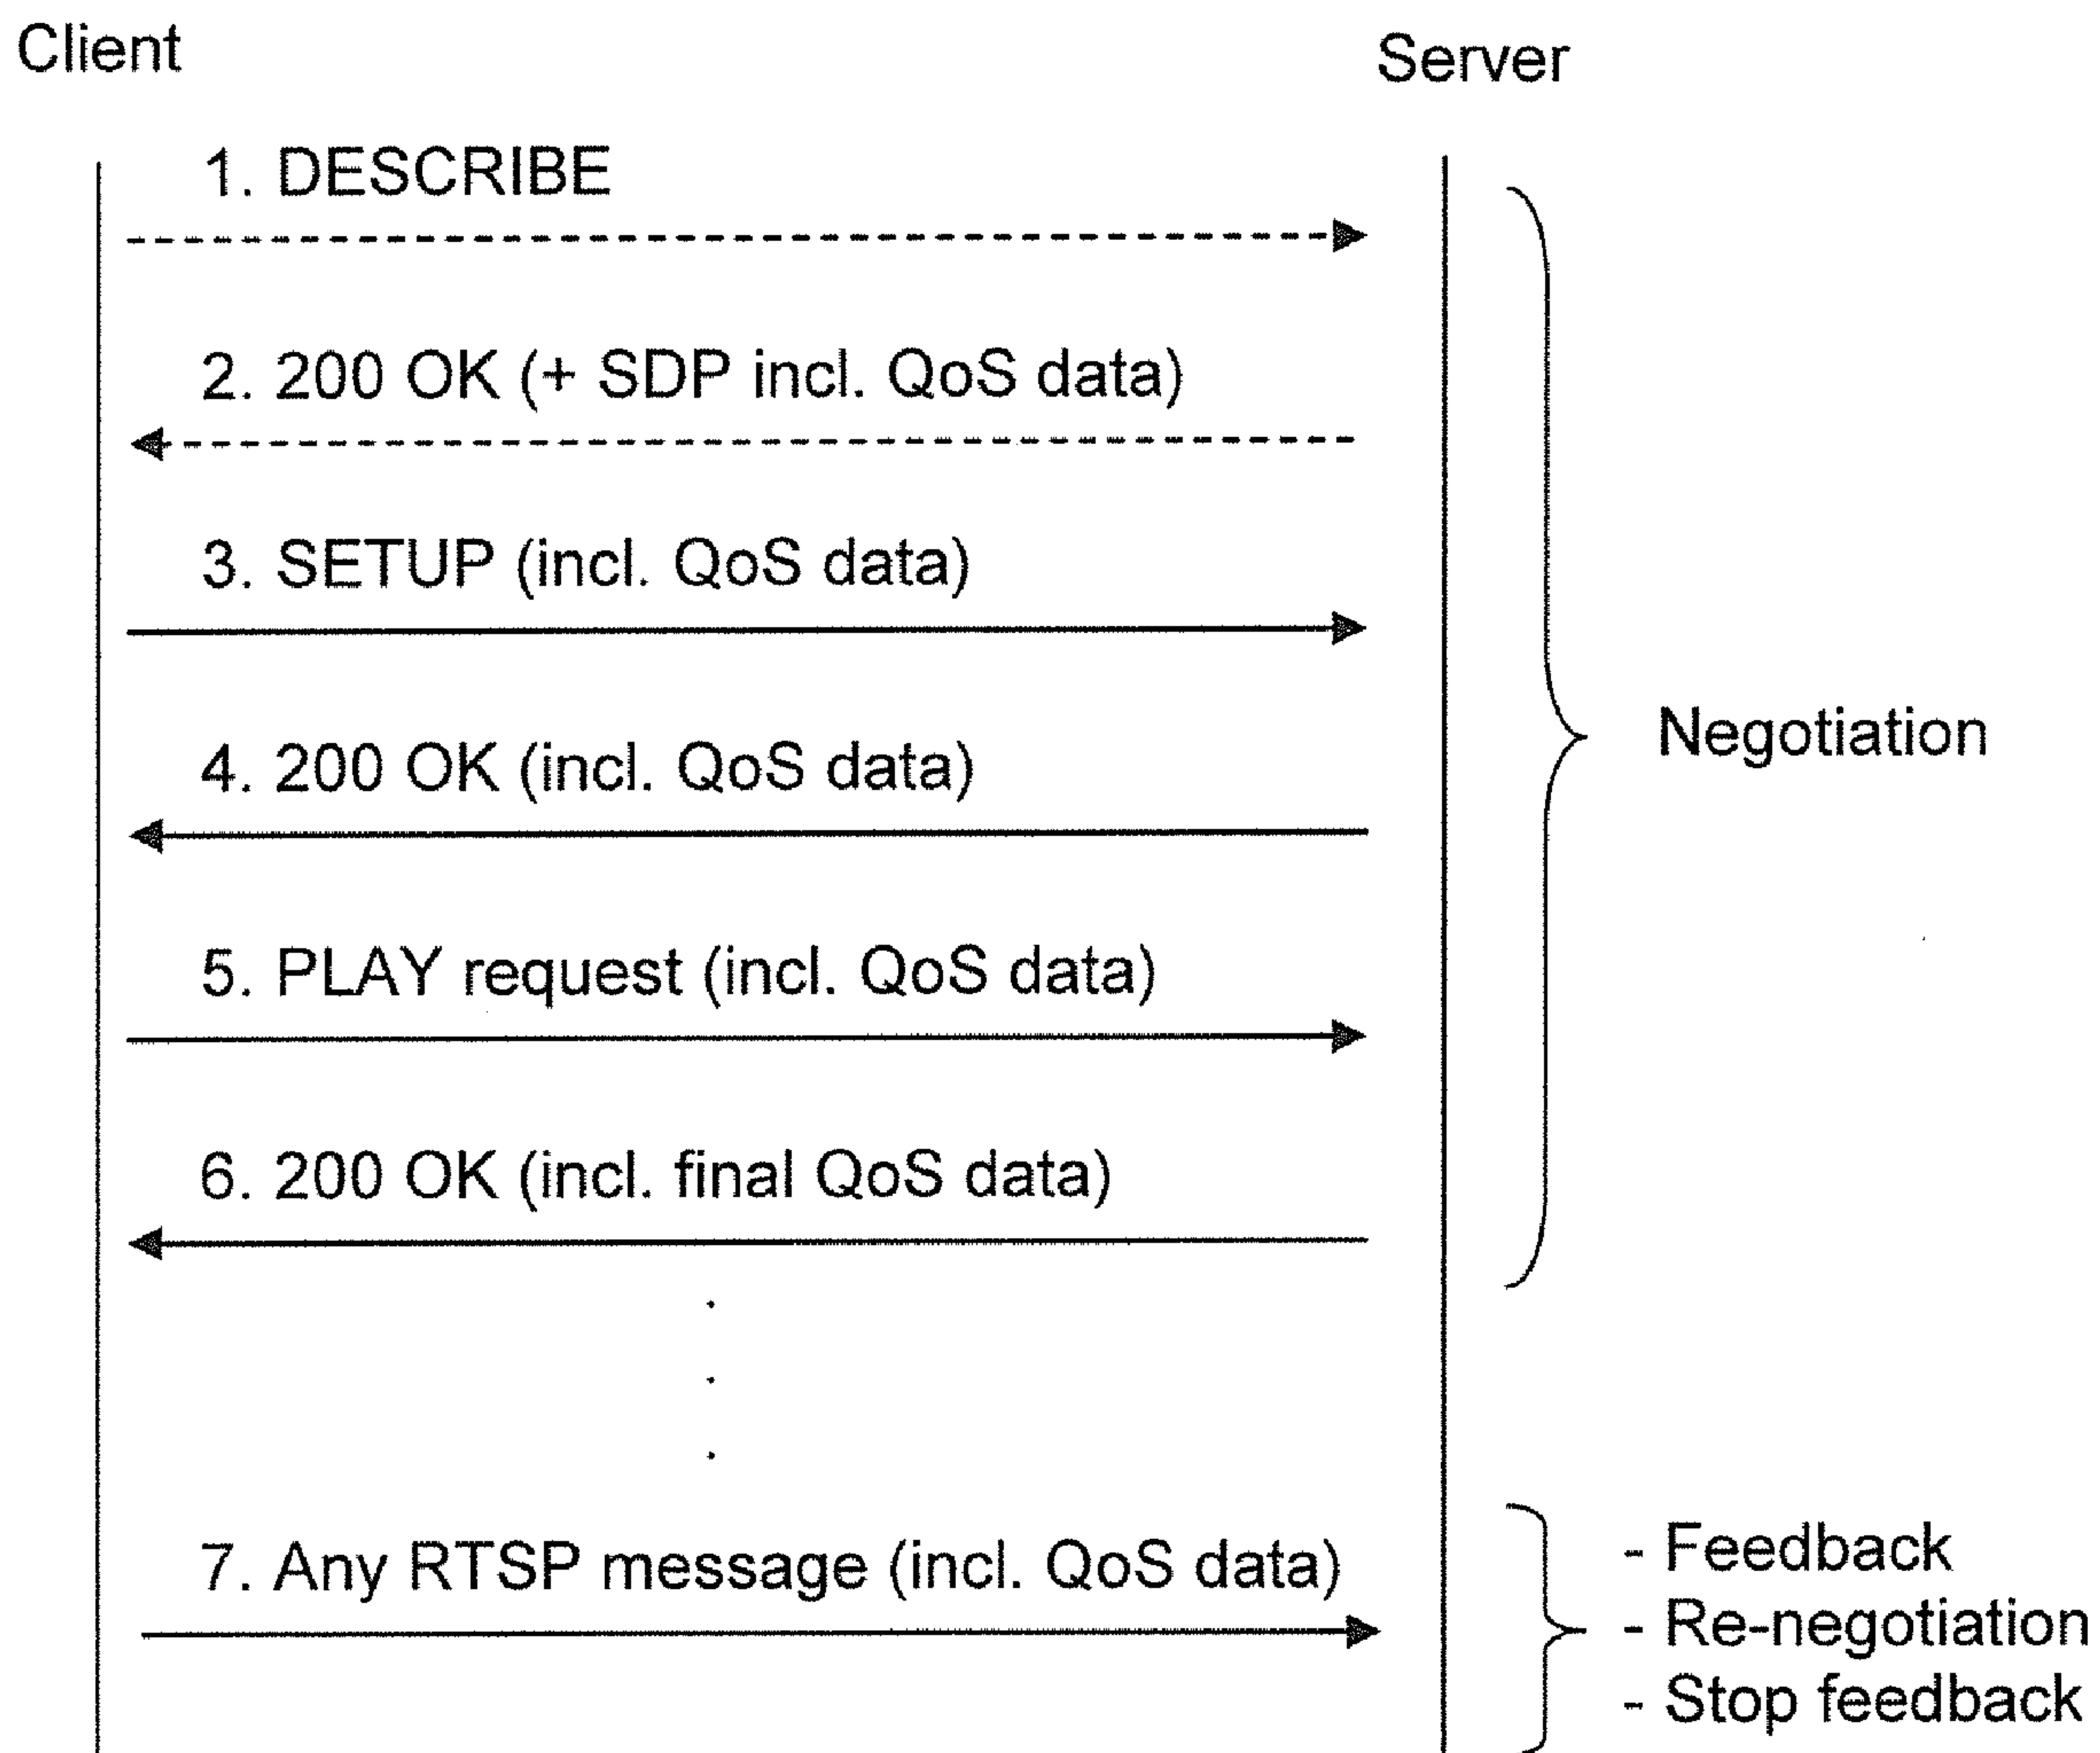 Client
Server
1. DESCRIBE
2. 200 OK (+ SDP incl. QoS data)
3. SETUP (incl. QoS data)
Negotiation
4. 200 OK (incl. QoS data)
5. PLAY request (incl. QoS data)
6. 200 OK (incl. final QoS data)
7. Any RTSP message (incl. QoS data)
- Feedback
- Re-negotiation
- Stop feedback